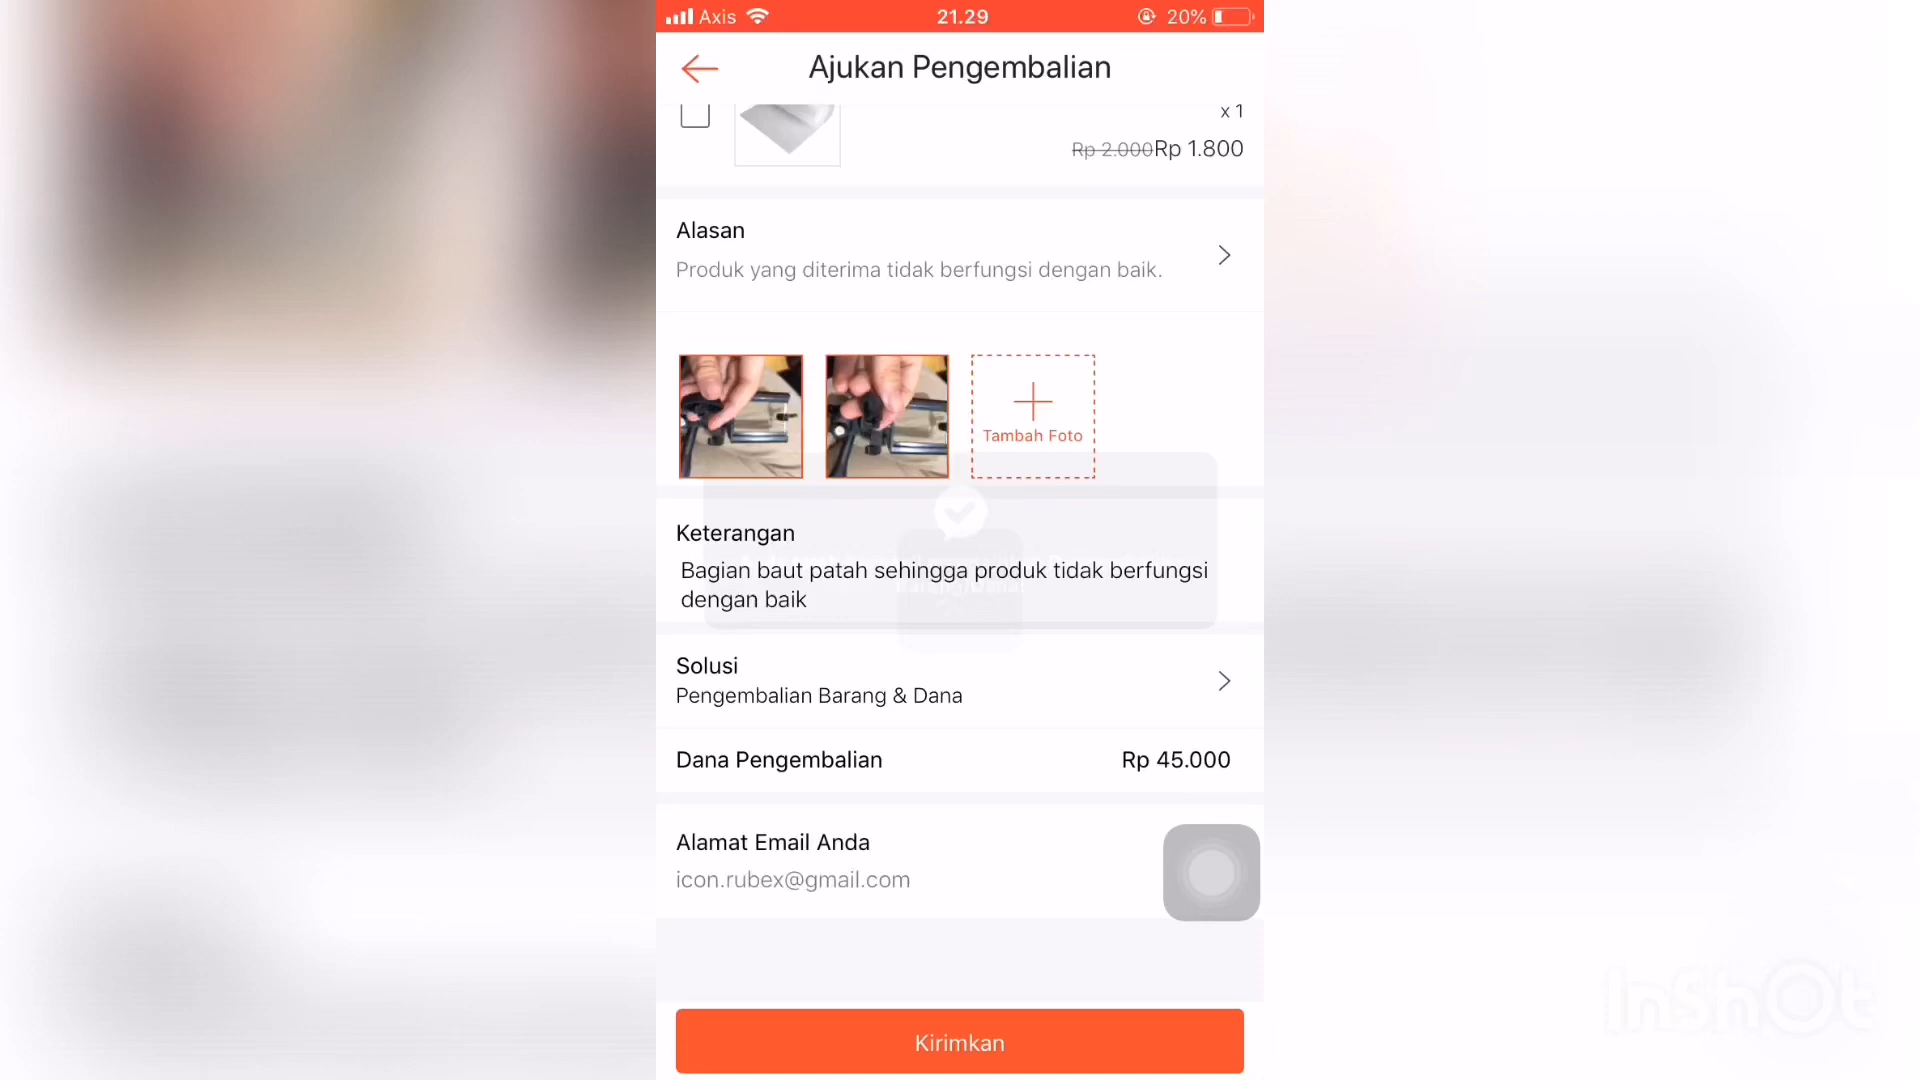 Axis 21.29 20%
Ajukan Pengembalian
x 1
Rp 2.000 Rp 1.800
Alasan
Produk yang diterima tidak berfungsi dengan baik.
Tambah Foto
Keterangan
Bagian baut patah sehingga produk tidak berfungsi
dengan baik
Solusi
Pengembalian Barang & Dana
Dana Pengembalian Rp 45.000
Alamat Email Anda
icon.rubex@gmail.com
InShOt
Kirimkan